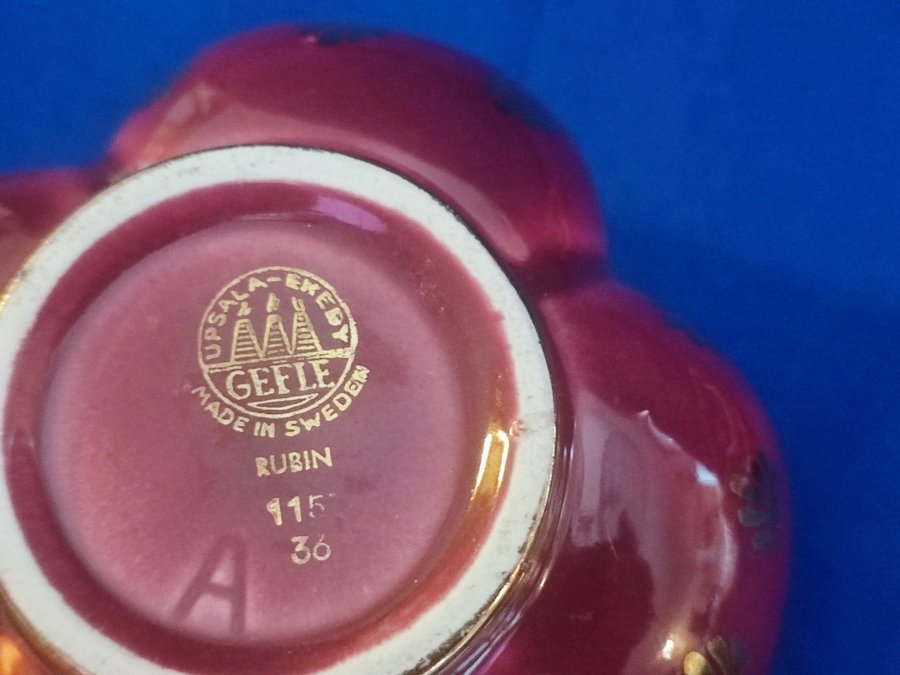 UPSALA-EKEBY
GEFLE
MADE IN SWEDEN
RUBIN
115
36
A